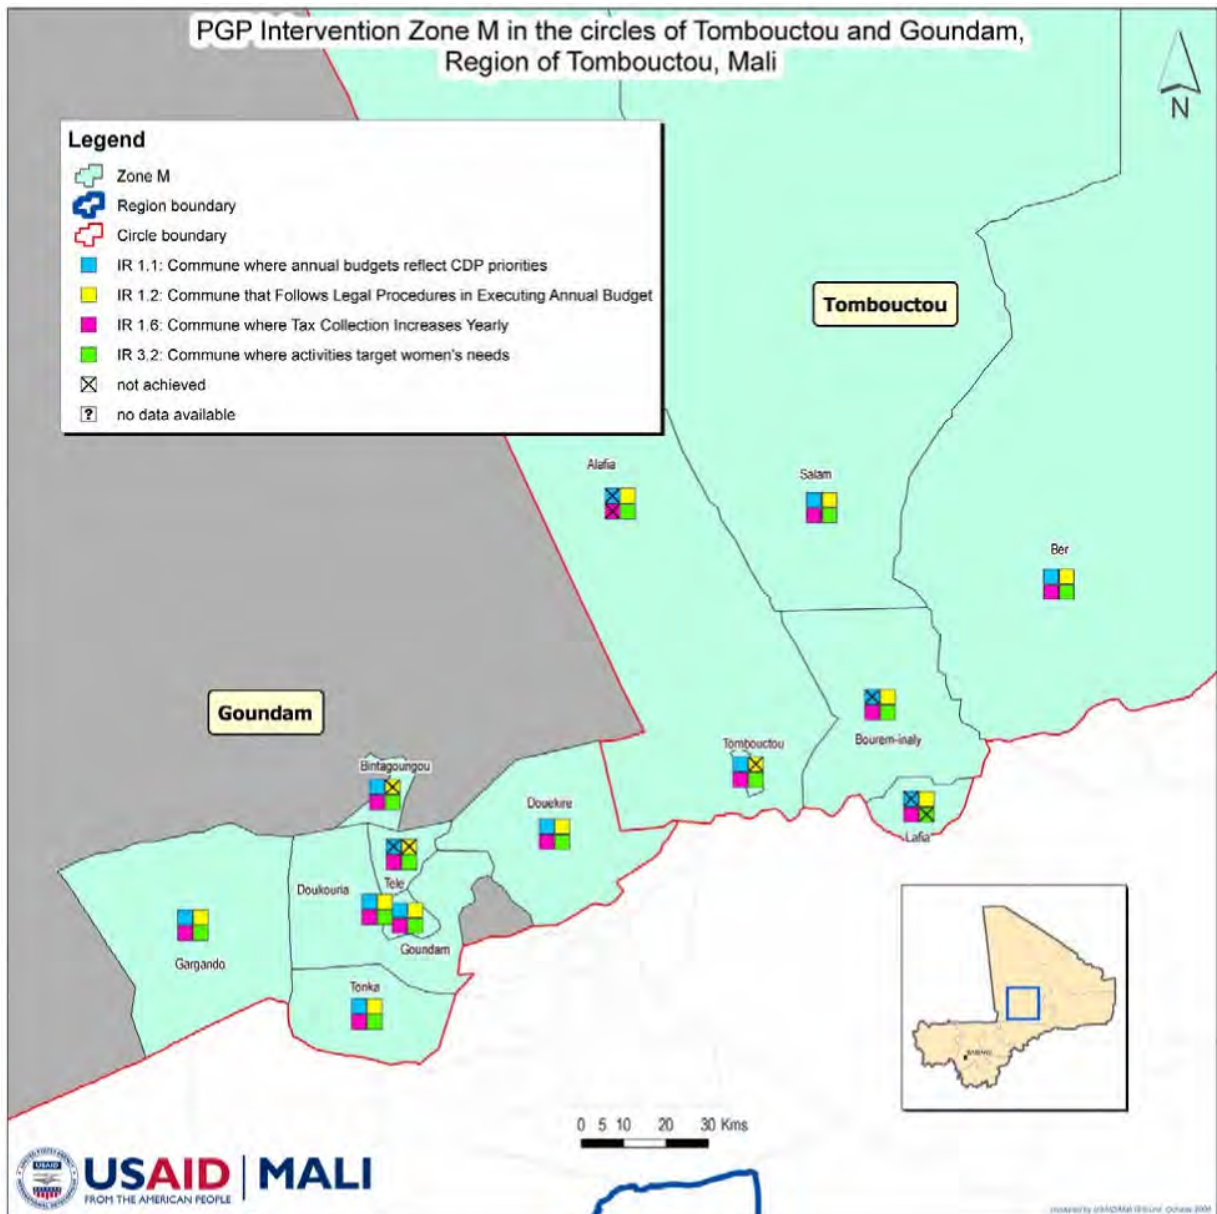 PGP Intervention Zone M in the circles of Tombouctou and Goundam,
Region of Tombouctou, Mali
N
Legend
Zone M
Region boundary
Circle boundary
IR 1.1: Commune where annual budgets reflect CDP priorities
IR 1.2: Commune that Follows Legal Procedures in Executing Annual Budget
IR 1.6: Commune where Tax Collection Increases Yearly
IR 3.2: Commune where activities target women's needs
not achieved
? no data available
Tombouctou
Alafia
Salam
Ber
Goundam
Bourem-inaly
Tombouctou
Bintagoungou
Douekire
Lafia
Tele
Doukouria
Goundam
Gargando
Tonka
BAMAKO
0 5 10 20 30 Kms
USAID
USAID | MALI
FROM THE AMERICAN PEOPLE